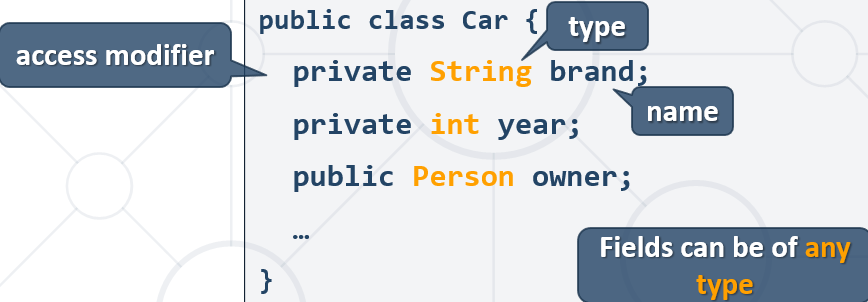 public class Car {
type
access modifier
private String brand;
name
private int year;
public Person owner;
…
Fields can be of any
type
}